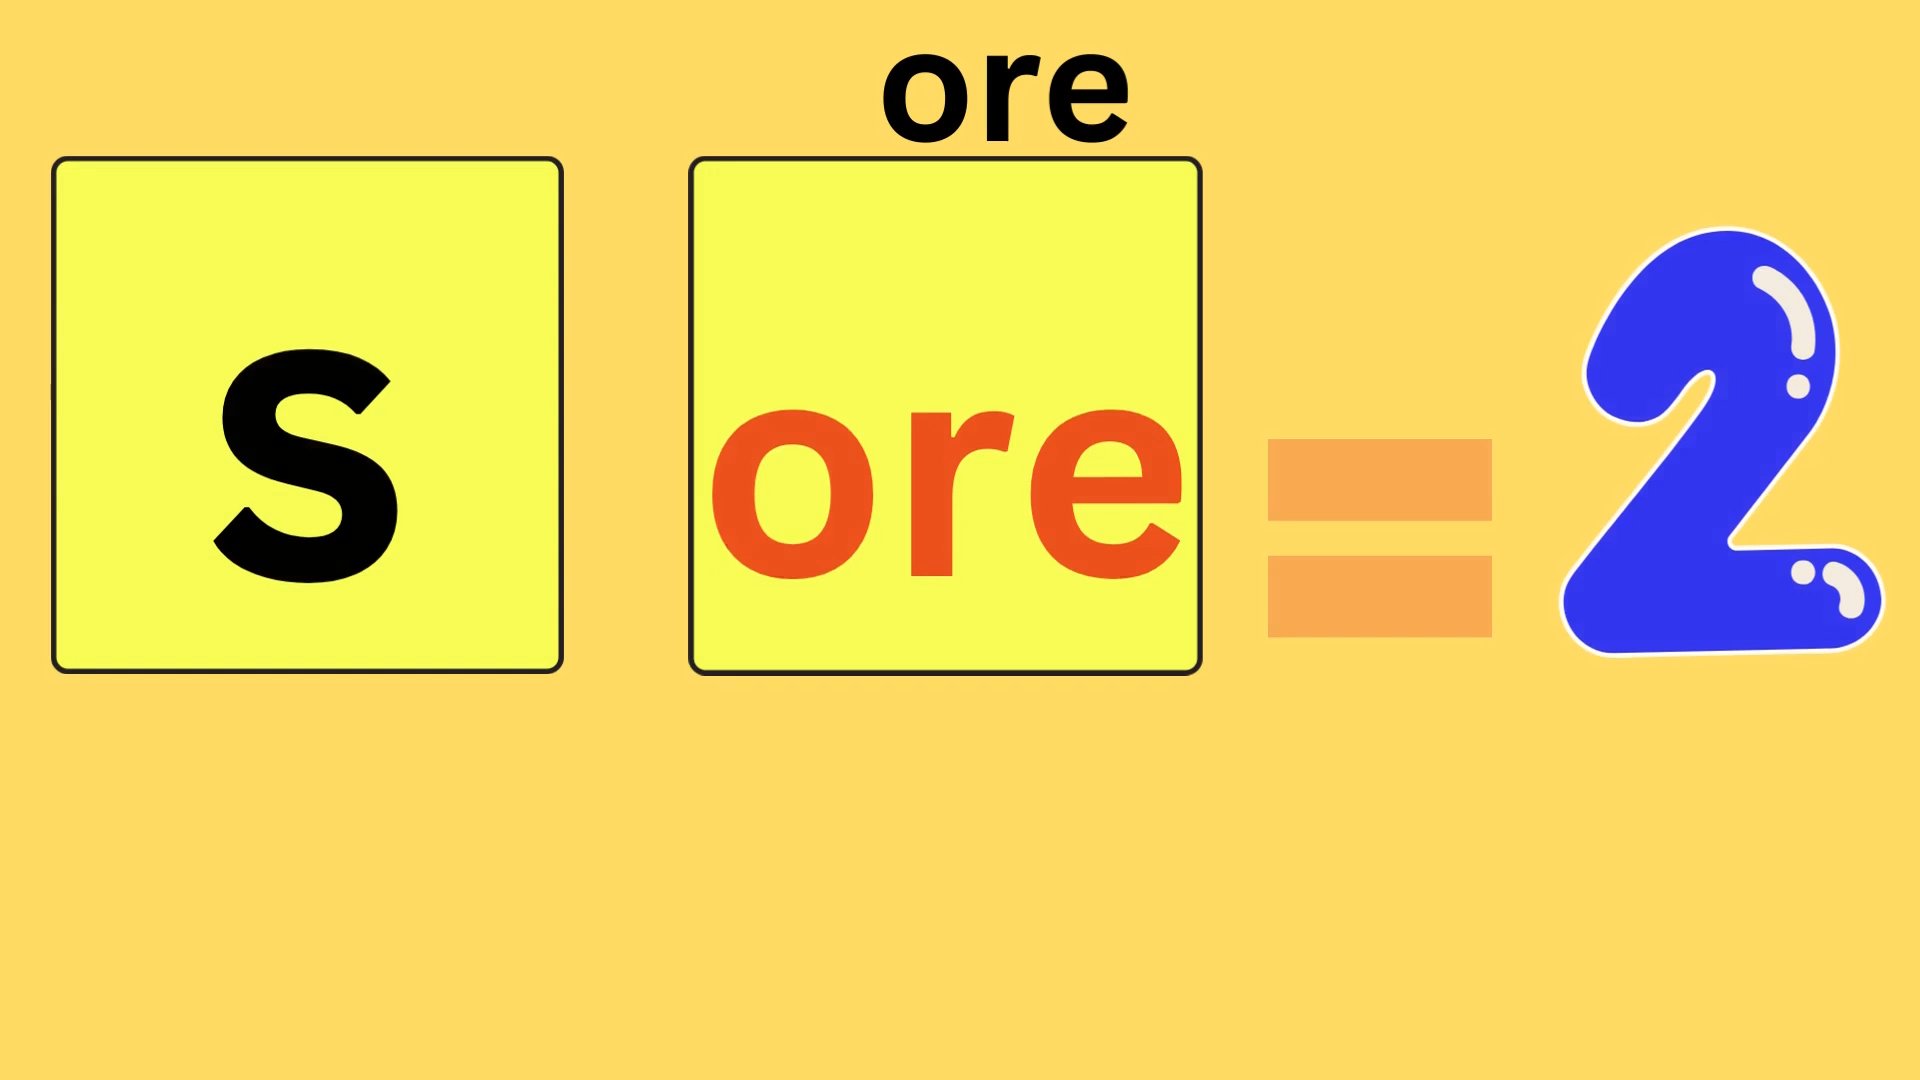 ore
s ore = 2